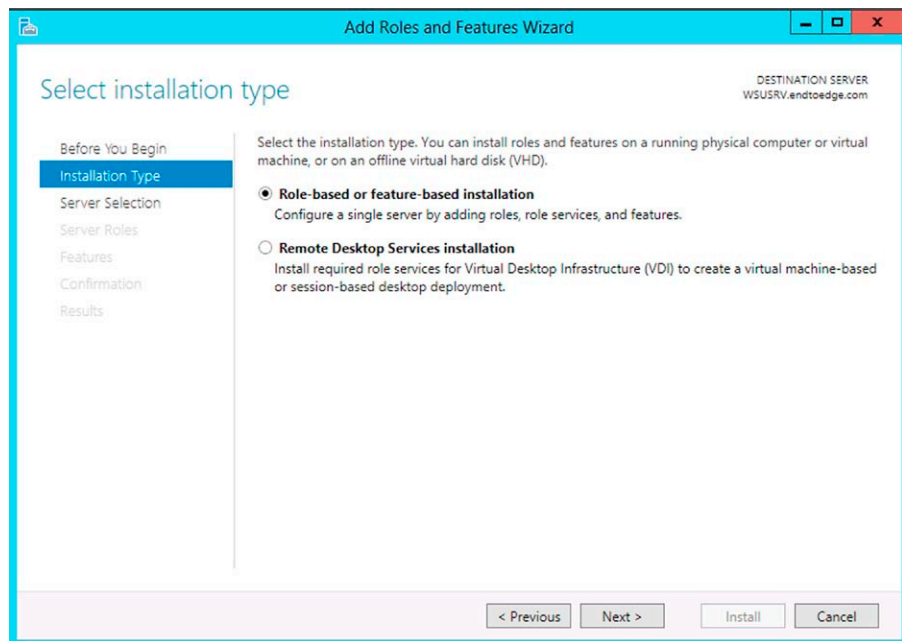 Add Roles and Features Wizard
Select installation type
DESTINATION SERVER
WSUSRV.endtoedge.com
Before You Begin
Installation Type
Server Selection
Server Roles
Features
Confirmation
Results
Select the installation type. You can install roles and features on a running physical computer or virtual
machine, or on an offline virtual hard disk (VHD).
Role-based or feature-based installation
Configure a single server by adding roles, role services, and features.
Remote Desktop Services installation
Install required role services for Virtual Desktop Infrastructure (VDI) to create a virtual machine-based
or session-based desktop deployment.
< Previous
Next >
Install
Cancel